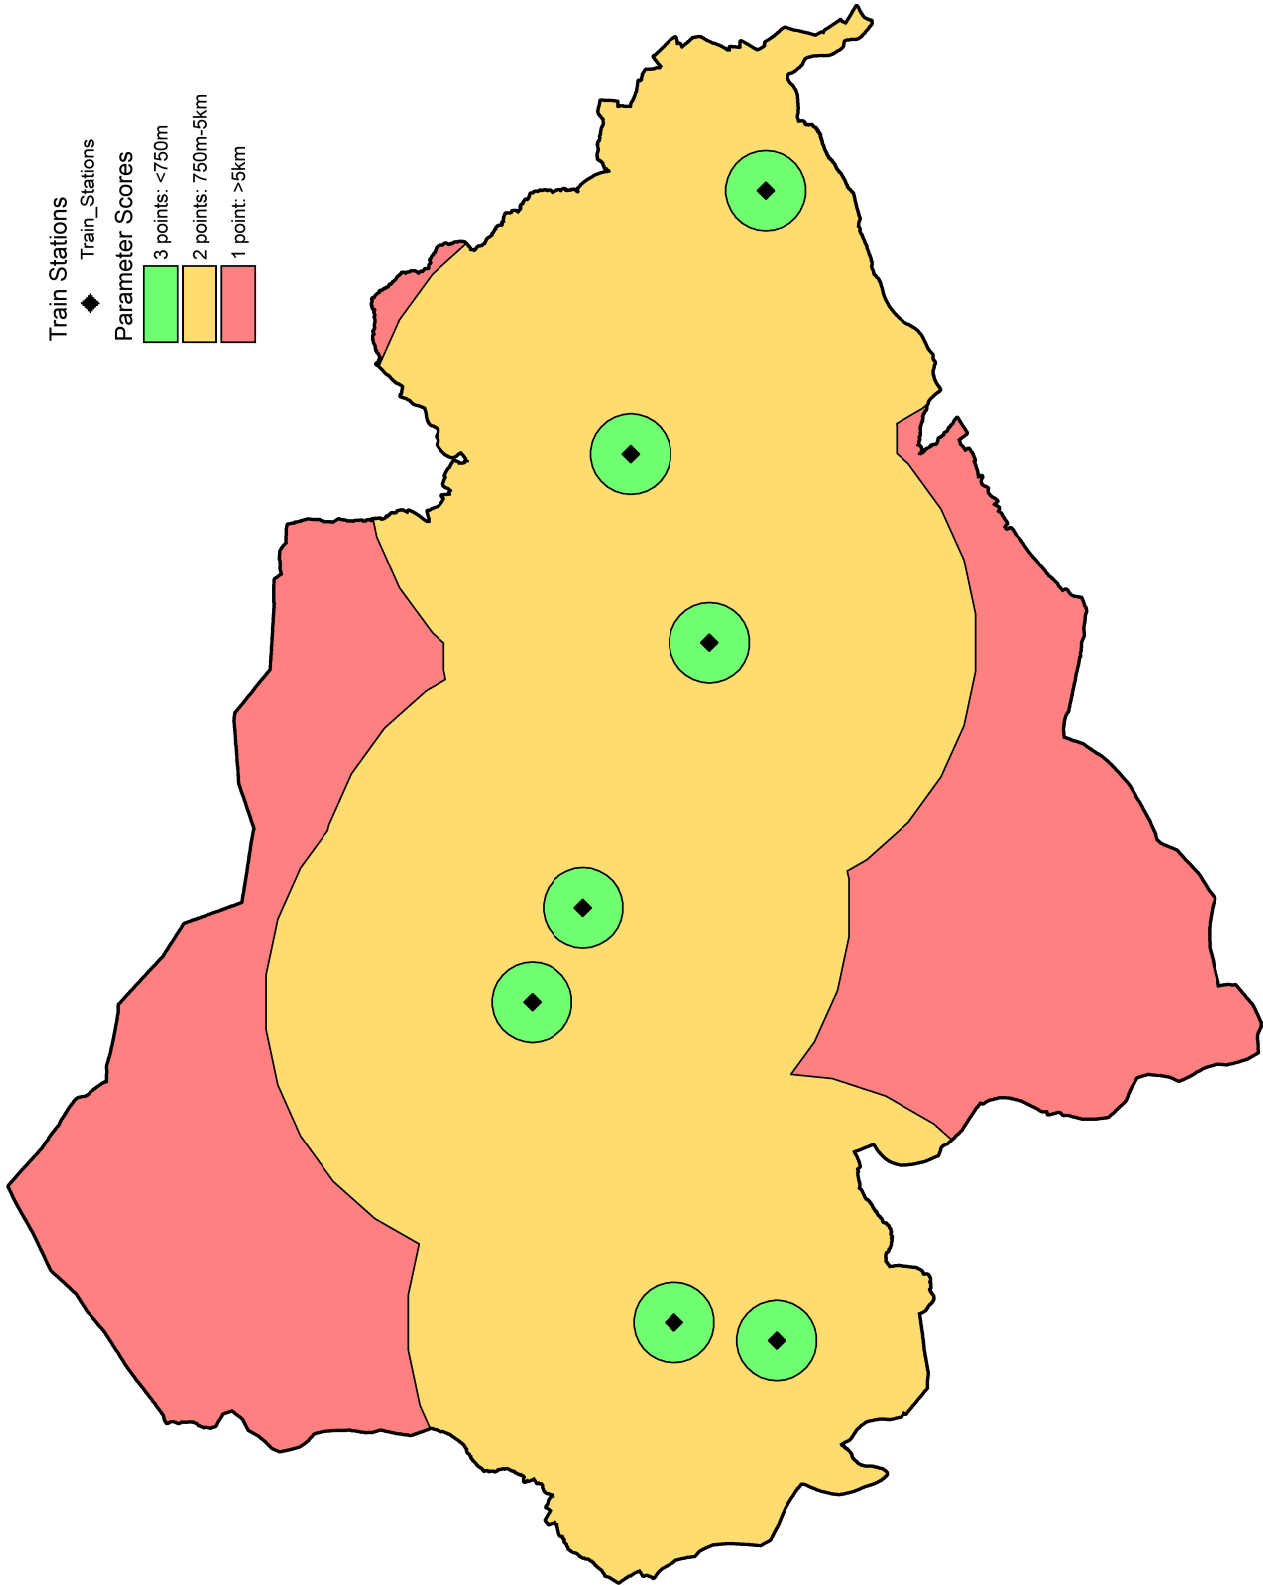 Train Stations
Train_Stations
Parameter Scores
3 points: <750m
2 points: 750m-5km
1 point: >5km